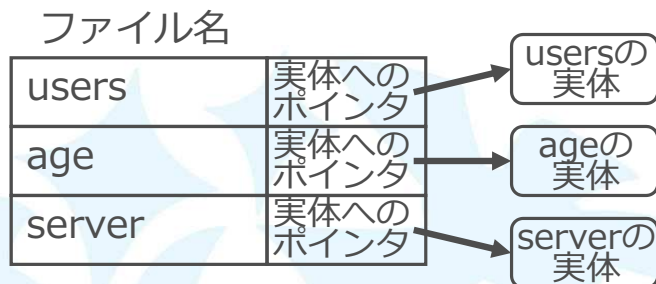 ファイル名
users
実体への
ポインタ
usersの
実体
age
実体への
ポインタ
ageの
実体
server
実体への
ポインタ
serverの
実体